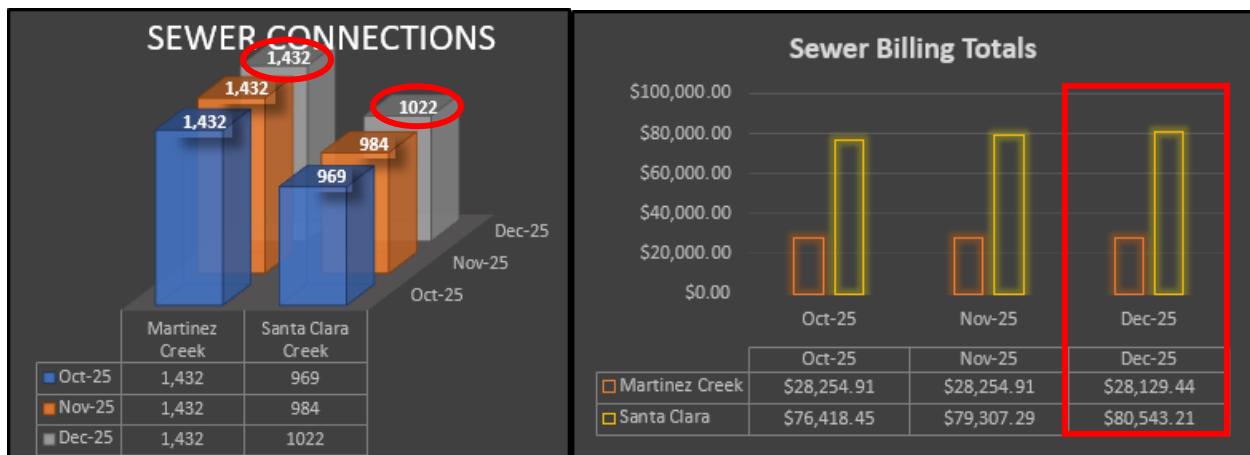 SEWER CONNECTIONS
1,432
1,432
1,432
1022
984
969
Dec-25
Nov-25
Oct-25
Martinez Creek Santa Clara Creek
Oct-25 1,432 969
Nov-25 1,432 984
Dec-25 1,432 1022
Sewer Billing Totals
$100,000.00
$80,000.00
$60,000.00
$40,000.00
$20,000.00
$0.00
Oct-25 Nov-25 Dec-25
Oct-25 Nov-25 Dec-25
Martinez Creek $28,254.91 $28,254.91 $28,129.44
Santa Clara $76,418.45 $79,307.29 $80,543.21